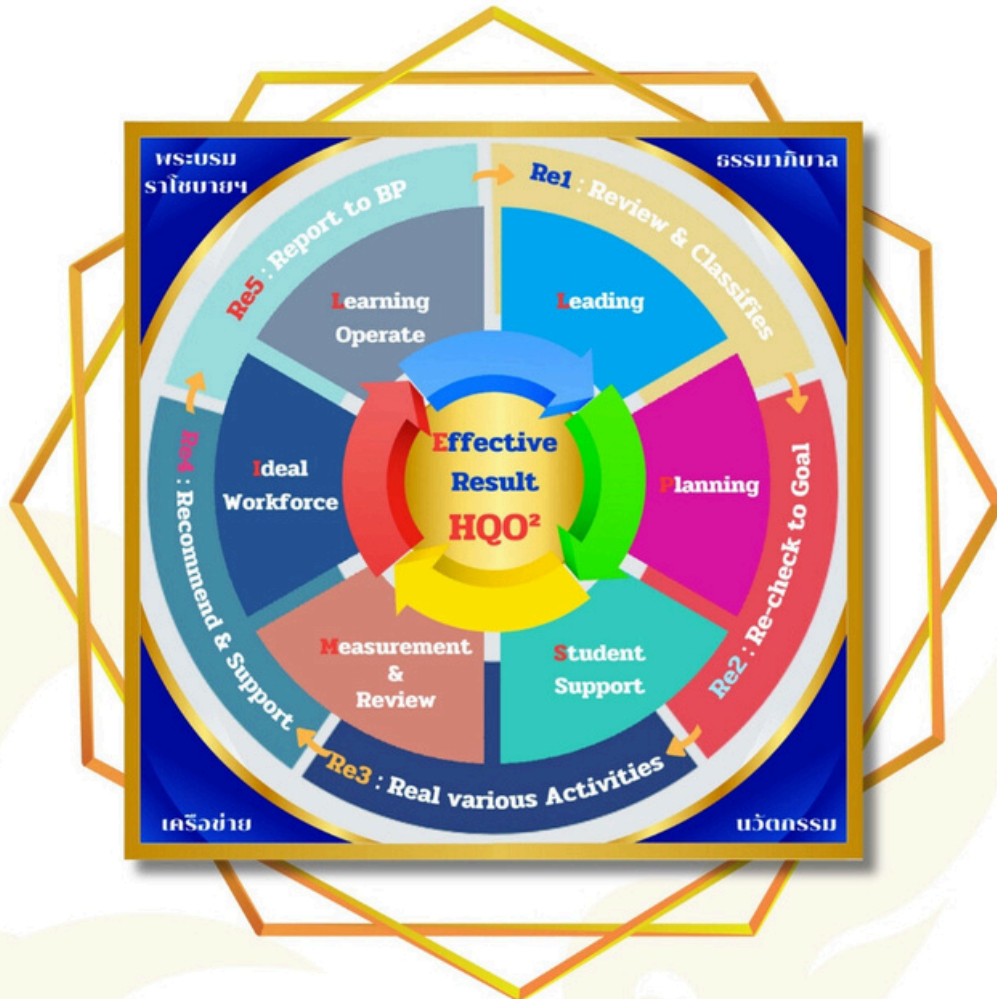 พระบรม
ราโชบายฯ
ธรรมาภิบาล
Re1 : Review & Classifies
Re2 : Re-check to Goal
Re3 : Real various Activities
Re4 : Recommend & Support
Re5 : Report to BP
Leading
Planning
Student
Support
Measurement
&
Review
Ideal
Workforce
Learning
Operate
Effective
Result
HQO²
เครือข่าย
นวัตกรรม